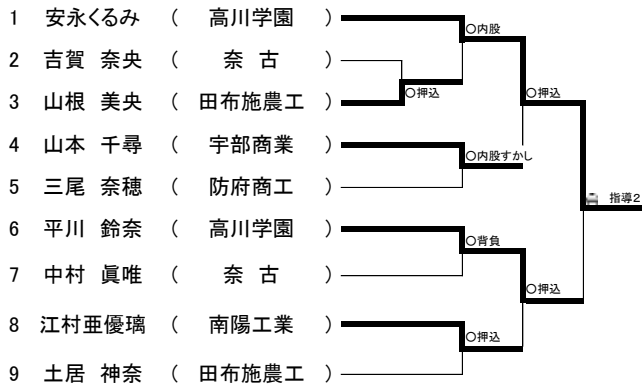 1 安永くるみ ( 高川学園 )
○内股
2 吉賀 奈央 ( 奈 古 )
3 山根 美央 ( 田布施農工 )
○押込
○押込
4 山本 千尋 ( 宇部商業 )
○内股すかし
5 三尾 奈穂 ( 防府商工 )
指導2
6 平川 鈴奈 ( 高川学園 )
○背負
7 中村 眞唯 ( 奈 古 )
○押込
8 江村亜優璃 ( 南陽工業 )
○押込
9 土居 神奈 ( 田布施農工 )